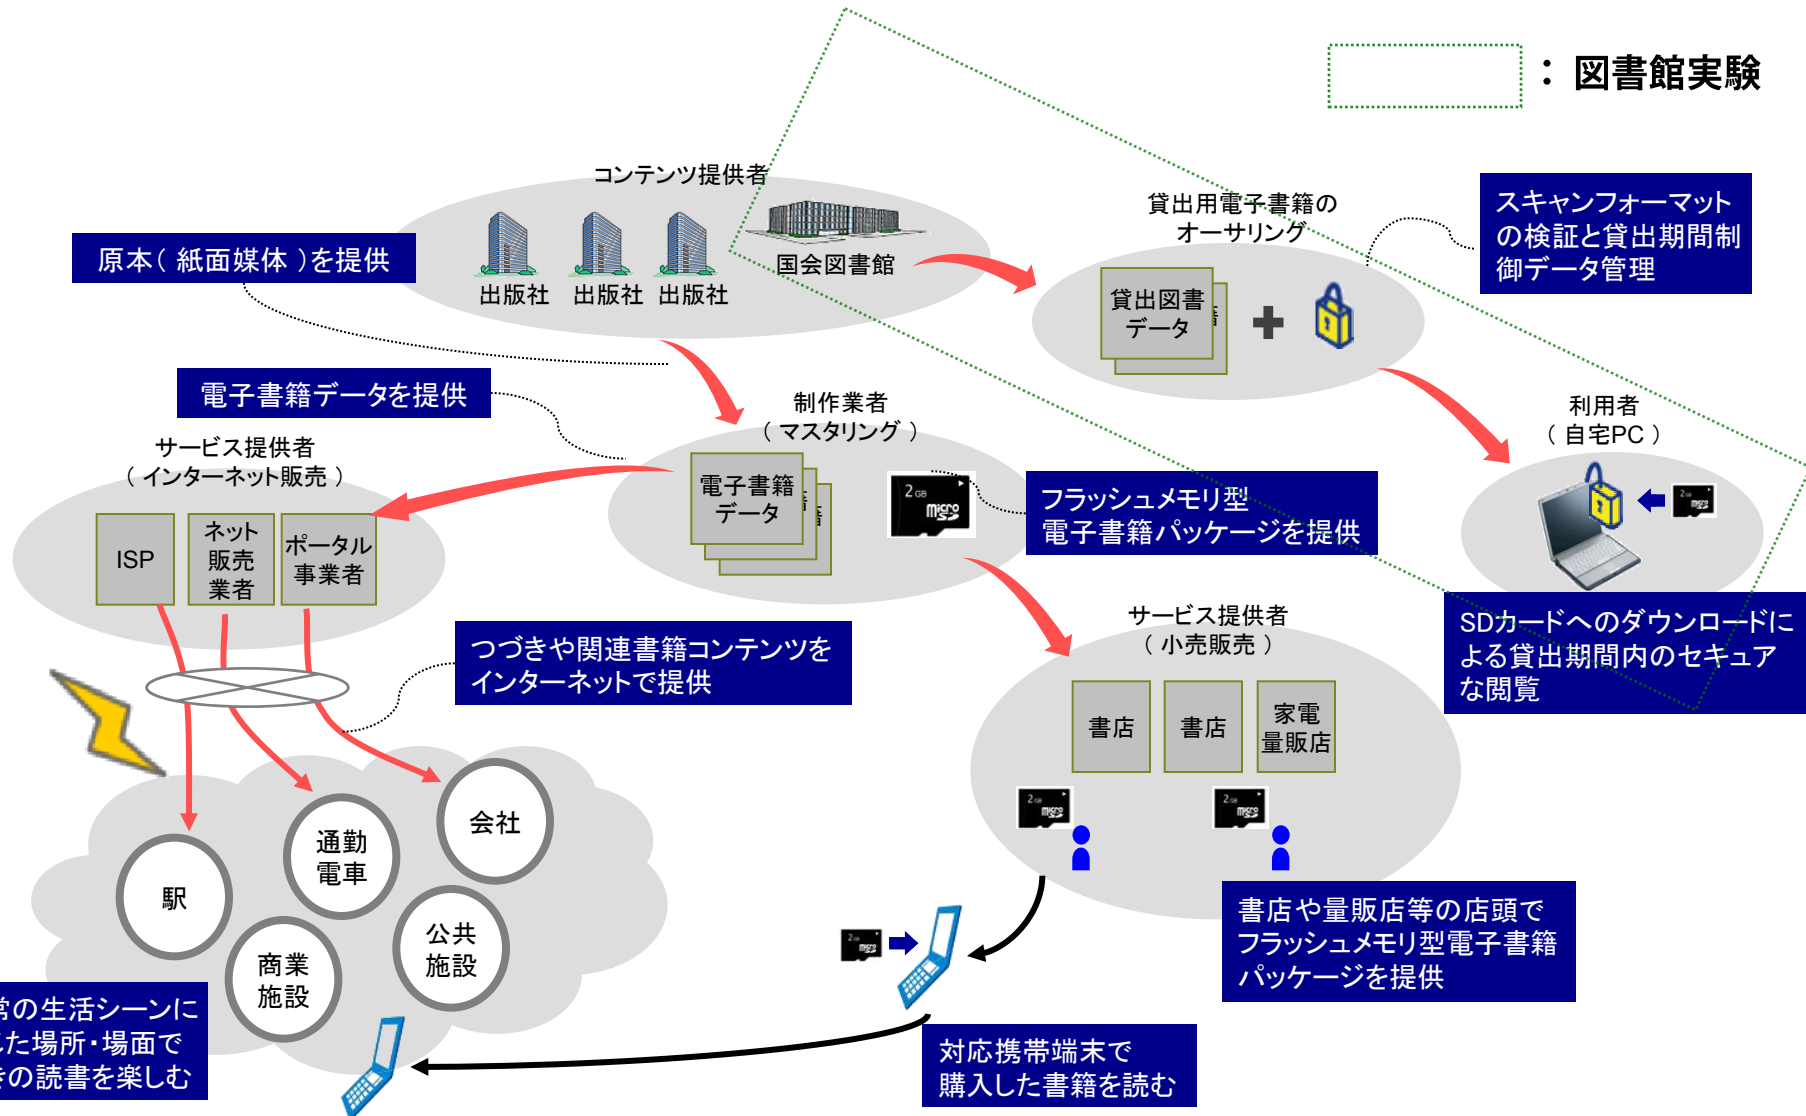 ： 図書館実験
コンテンツ提供者
出版社
出版社
出版社
国会図書館
貸出用電子書籍の
オーサリング
貸出図書
データ
スキャンフォーマット
の検証と貸出期間制
御データ管理
原本（ 紙面媒体 ）を提供
電子書籍データを提供
制作業者
（ マスタリング ）
電子書籍
データ
2 GB
micro
SD
フラッシュメモリ型
電子書籍パッケージを提供
利用者
（ 自宅PC ）
SDカードへのダウンロードに
よる貸出期間内のセキュア
な閲覧
サービス提供者
（ インターネット販売 ）
ISP
ネット
販売
業者
ポータル
事業者
つづきや関連書籍コンテンツを
インターネットで提供
サービス提供者
（ 小売販売 ）
書店
書店
家電
量販店
書店や量販店等の店頭で
フラッシュメモリ型電子書籍
パッケージを提供
駅
通勤
電車
会社
商業
施設
公共
施設
常の生活シーンに
した場所・場面で
きの読書を楽しむ
対応携帯端末で
購入した書籍を読む